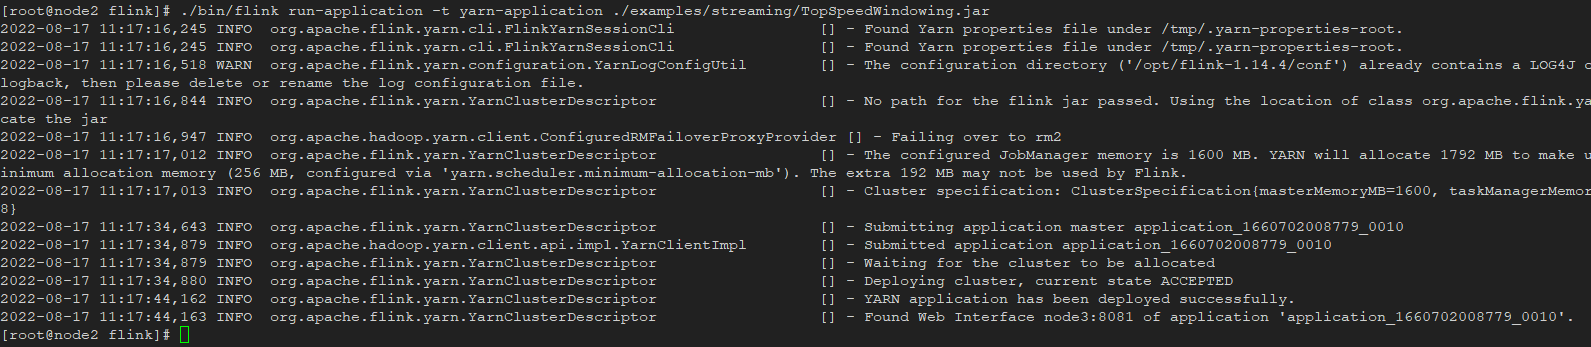 [root@node2 flink]# ./bin/flink run-application -t yarn-application ./examples/streaming/TopSpeedWindowing.jar
2022-08-17 11:17:16,245 INFO  org.apache.flink.yarn.cli.FlinkYarnSessionCli                [] - Found Yarn properties file under /tmp/.yarn-properties-root.
2022-08-17 11:17:16,245 INFO  org.apache.flink.yarn.cli.FlinkYarnSessionCli                [] - Found Yarn properties file under /tmp/.yarn-properties-root.
2022-08-17 11:17:16,518 WARN  org.apache.flink.yarn.configuration.YarnLogConfigUtil        [] - The configuration directory ('/opt/flink-1.14.4/conf') already contains a LOG4J c
logback, then please delete or rename the log configuration file.
2022-08-17 11:17:16,844 INFO  org.apache.flink.yarn.YarnClusterDescriptor                  [] - No path for the flink jar passed. Using the location of class org.apache.flink.ya
cate the jar
2022-08-17 11:17:16,947 INFO  org.apache.hadoop.yarn.client.ConfiguredRMFailoverProxyProvider [] - Failing over to rm2
2022-08-17 11:17:17,012 INFO  org.apache.flink.yarn.YarnClusterDescriptor                  [] - The configured JobManager memory is 1600 MB. YARN will allocate 1792 MB to make u
inimum allocation memory (256 MB, configured via 'yarn.scheduler.minimum-allocation-mb'). The extra 192 MB may not be used by Flink.
2022-08-17 11:17:17,013 INFO  org.apache.flink.yarn.YarnClusterDescriptor                  [] - Cluster specification: ClusterSpecification{masterMemoryMB=1600, taskManagerMemor
8}
2022-08-17 11:17:34,643 INFO  org.apache.flink.yarn.YarnClusterDescriptor                  [] - Submitting application master application_1660702008779_0010
2022-08-17 11:17:34,879 INFO  org.apache.hadoop.yarn.client.api.impl.YarnClientImpl        [] - Submitted application application_1660702008779_0010
2022-08-17 11:17:34,879 INFO  org.apache.flink.yarn.YarnClusterDescriptor                  [] - Waiting for the cluster to be allocated
2022-08-17 11:17:34,880 INFO  org.apache.flink.yarn.YarnClusterDescriptor                  [] - Deploying cluster, current state ACCEPTED
2022-08-17 11:17:44,162 INFO  org.apache.flink.yarn.YarnClusterDescriptor                  [] - YARN application has been deployed successfully.
2022-08-17 11:17:44,163 INFO  org.apache.flink.yarn.YarnClusterDescriptor                  [] - Found Web Interface node3:8081 of application 'application_1660702008779_0010'.
[root@node2 flink]#